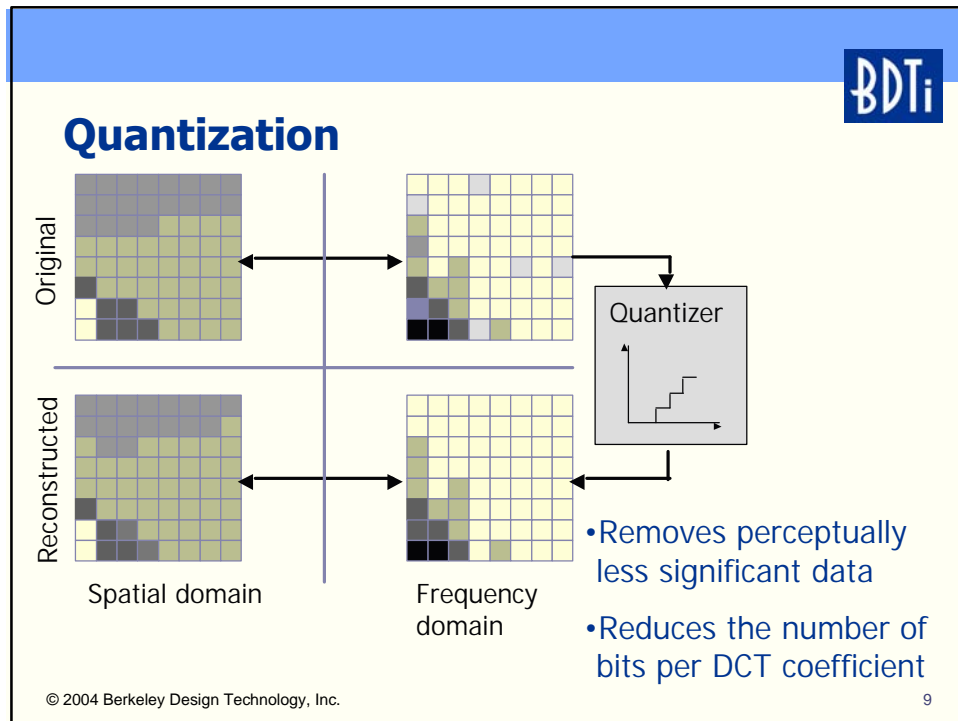 BDTi
Quantization
Original
Quantizer
Reconstructed
Spatial domain
Frequency
domain
•Removes perceptually
less significant data
•Reduces the number of
bits per DCT coefficient
© 2004 Berkeley Design Technology, Inc.
9